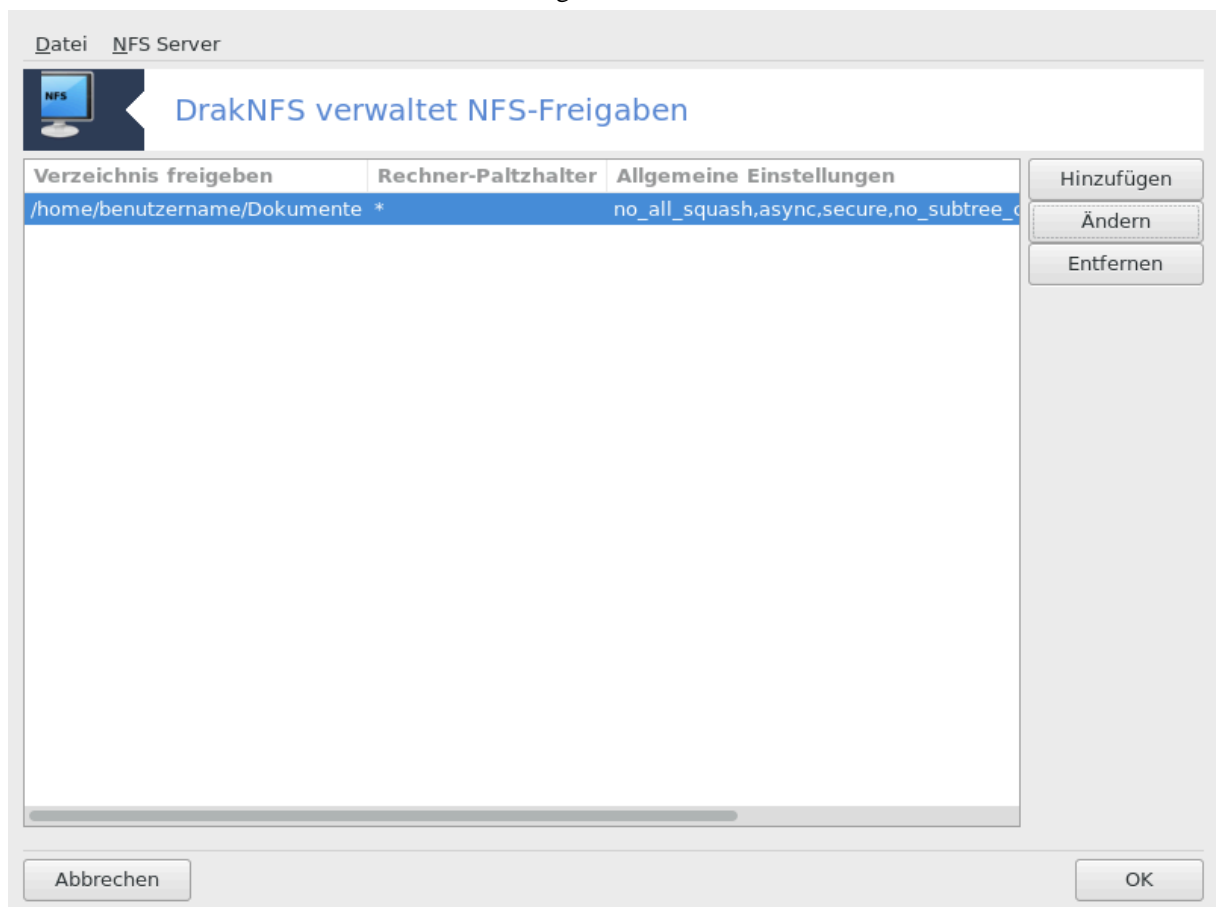 Datei NFS Server
NFS
DrakNFS verwaltet NFS-Freigaben
Verzeichnis freigeben Rechner-Paltzhalter Allgemeine Einstellungen
/home/benutzername/Dokumente * no_all_squash,async,secure,no_subtree_c
Hinzufügen
Ändern
Entfernen
Abbrechen OK